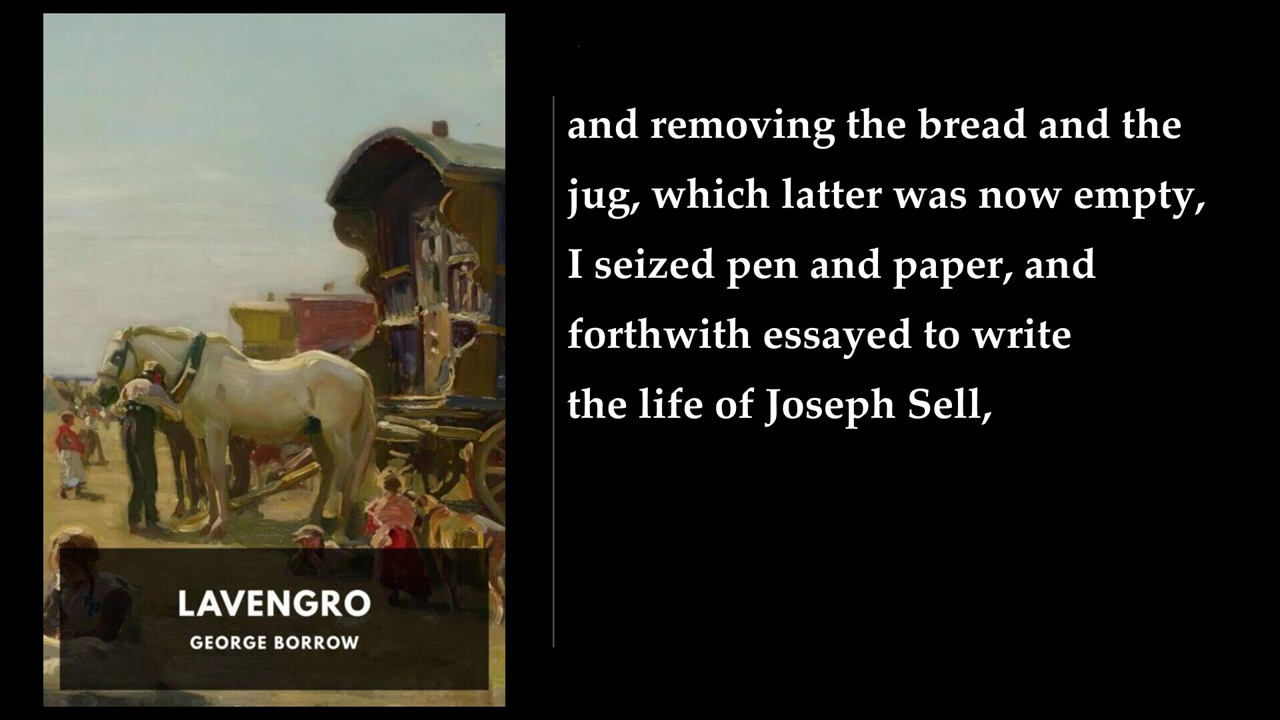 and removing the bread and the
jug, which latter was now empty,
I seized pen and paper, and
forthwith essayed to write
the life of Joseph Sell,
LAVENGRO
GEORGE BORROW